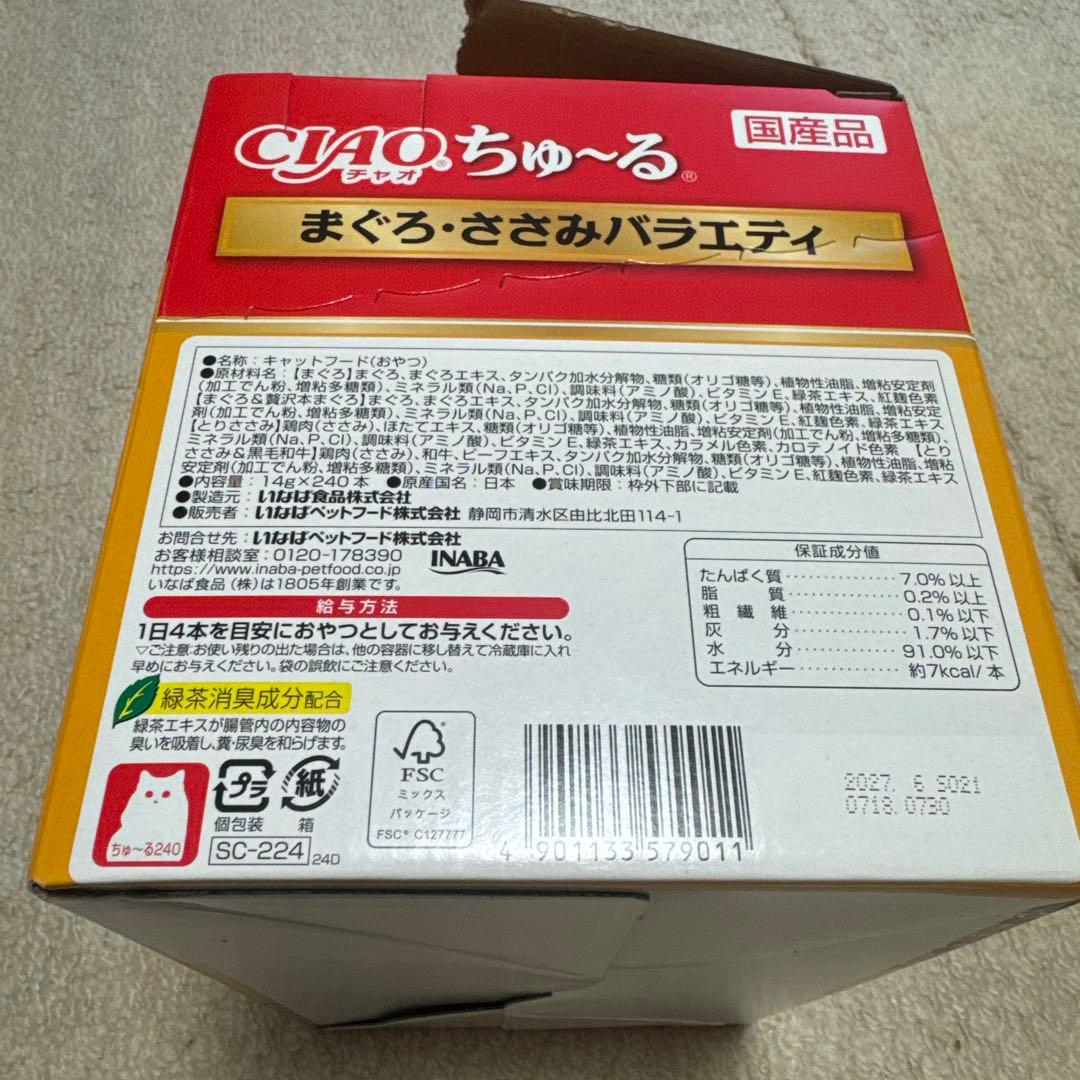 CIAO®ちゅ～る®
チャオ
国産品
まぐろ・ささみバラエティ
●名称：キャットフード(おやつ)
●原材料名：【まぐろ】まぐろ、まぐろエキス、タンパク加水分解物、糖類(オリゴ糖等)、植物性油脂、増粘安定剤
(加工でん粉、増粘多糖類)、ミネラル類(Na、P、Cl)、調味料(アミノ酸)、ビタミンE、緑茶エキス、紅麹色素
【まぐろ&贅沢本まぐろ】まぐろ、まぐろエキス、タンパク加水分解物、糖類(オリゴ糖等)、植物性油脂、増粘安定
剤(加工でん粉、増粘多糖類)、ミネラル類(Na、P、Cl)、調味料(アミノ酸)、ビタミンE、紅麹色素、緑茶エキス
【とりささみ】鶏肉(ささみ)、ほたてエキス、糖類(オリゴ糖等)、植物性油脂、増粘安定剤(加工でん粉、増粘多糖類)、
ミネラル類(Na、P、Cl)、調味料(アミノ酸)、ビタミンE、緑茶エキス、カラメル色素、カロテノイド色素 【とり
ささみ&黒毛和牛】鶏肉(ささみ)、和牛、ビーフエキス、タンパク加水分解物、糖類(オリゴ糖等)、植物性油脂、増粘
安定剤(加工でん粉、増粘多糖類)、ミネラル類(Na、P、Cl)、調味料(アミノ酸)、ビタミンE、紅麹色素、緑茶エキス
●内容量：14g×240本 ●原産国名：日本 ●賞味期限：枠外下部に記載
●製造元：いなば食品株式会社
●販売者：いなばペットフード株式会社 静岡市清水区由比北田114-1
お問合せ先：いなばペットフード株式会社
お客様相談室：0120-178390
https://www.inaba-petfood.co.jp
いなば食品(株)は1805年創業です。
INABA
給与方法
1日4本を目安におやつとしてお与えください。
▽ご注意:お使い残りの出た場合は、他の容器に移し替えて冷蔵庫に入れ
早めにお与えください。袋の誤飲にご注意ください。
保証成分値
たんぱく質 7.0%以上
脂質 0.2%以上
粗繊維 0.1%以下
灰分 1.7%以下
水分 91.0%以下
エネルギー 約7kcal/本
緑茶消臭成分配合
緑茶エキスが腸管内の内容物の
臭いを吸着し、糞・尿臭を和らげます。
ちゅ～る240
プラ
個包装
紙
箱
SC-224 24D
FSC
ミックス
パッケージ
FSC® C127777
4 901133 579011
2027. 6 5021
0718.0730